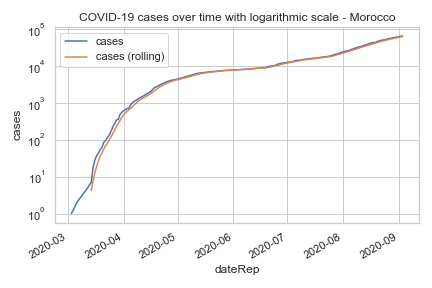 COVID-19 cases over time with logarithmic scale - Morocco
cases
cases (rolling)
10^5
10^4
10^3
10^2
10^1
10^0
cases
2020-03
2020-04
2020-05
2020-06
2020-07
2020-08
2020-09
dateRep